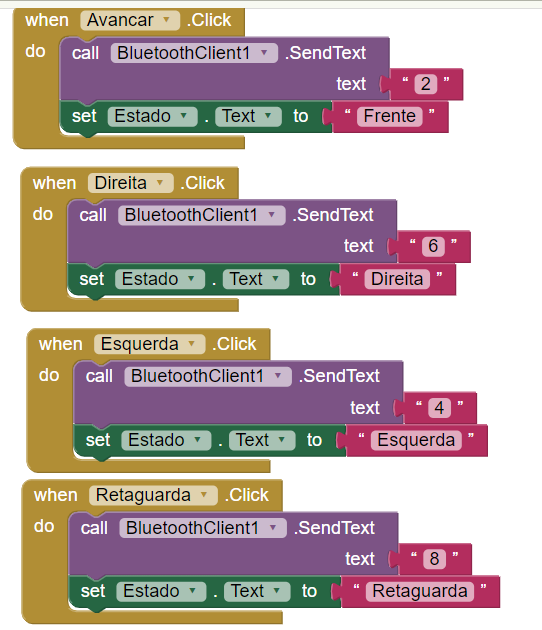 when Avancar .Click
do call BluetoothClient1 .SendText
text “ 2 ”
set Estado . Text to “ Frente ”
when Direita .Click
do call BluetoothClient1 .SendText
text “ 6 ”
set Estado . Text to “ Direita ”
when Esquerda .Click
do call BluetoothClient1 .SendText
text “ 4 ”
set Estado . Text to “ Esquerda ”
when Retaguarda .Click
do call BluetoothClient1 .SendText
text “ 8 ”
set Estado . Text to “ Retaguarda ”